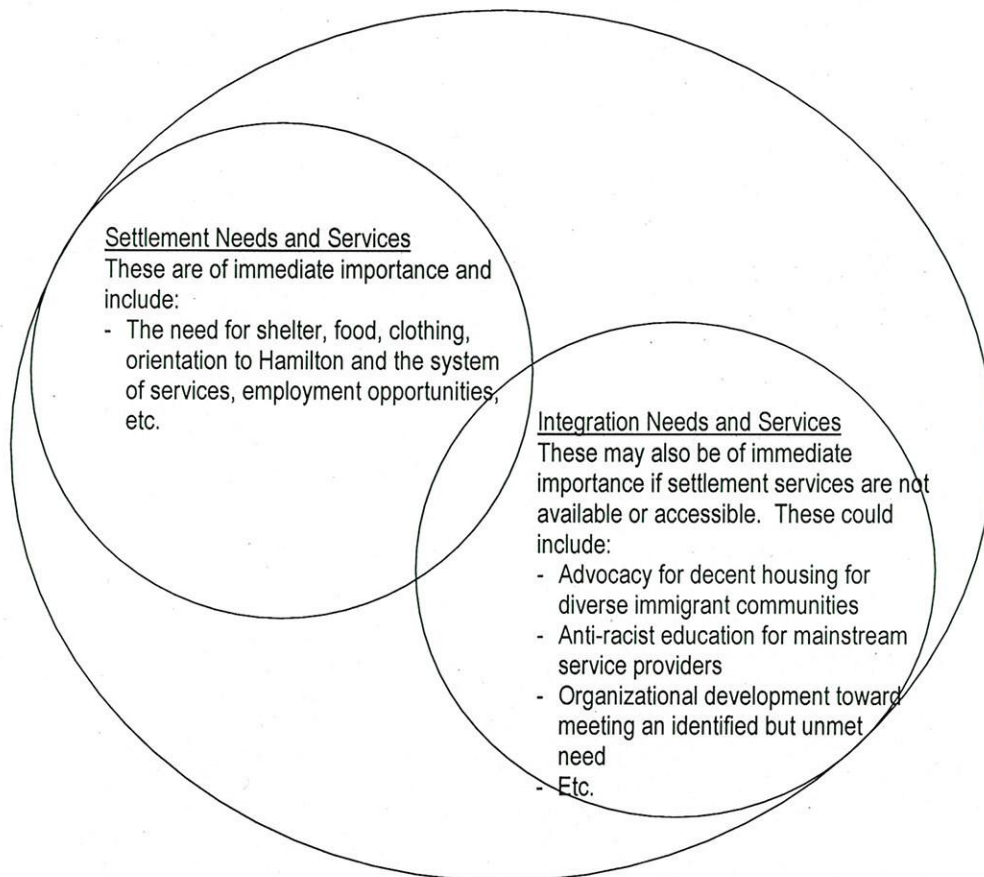 Settlement Needs and Services
These are of immediate importance and
include:
- The need for shelter, food, clothing,
orientation to Hamilton and the system
of services, employment opportunities,
etc.
Integration Needs and Services
These may also be of immediate
importance if settlement services are not
available or accessible. These could
include:
- Advocacy for decent housing for
diverse immigrant communities
- Anti-racist education for mainstream
service providers
- Organizational development toward
meeting an identified but unmet
need
- Etc.